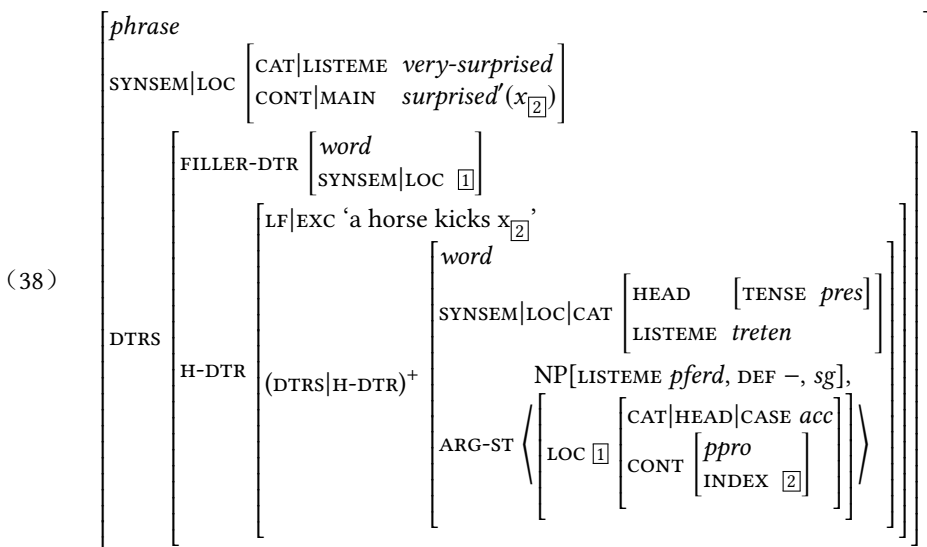 phrase
SYNSEM|LOC
CAT|LISTEME very-surprised
CONT|MAIN surprised′(x[2])
FILLER-DTR
word
SYNSEM|LOC [1]
LF|EXC ‘a horse kicks x[2]’
(38)
word
SYNSEM|LOC|CAT
HEAD [TENSE pres]
LISTEME treten
DTRS
H-DTR
(DTRS|H-DTR)⁺
NP[LISTEME pferd, DEF −, sg],
ARG-ST
LOC [1]
CAT|HEAD|CASE acc
CONT
ppro
INDEX [2]